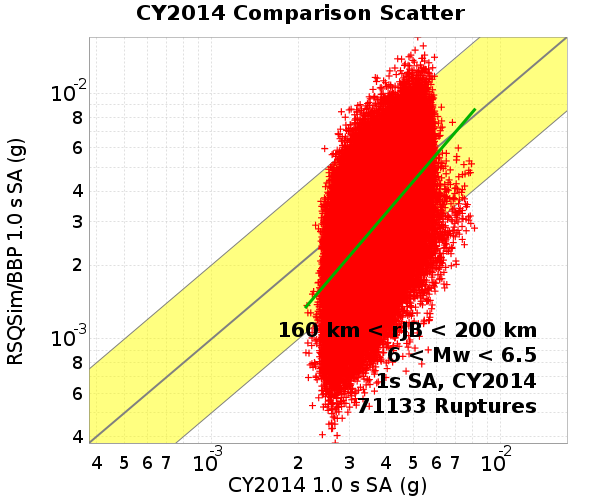 CY2014 Comparison Scatter
RSQSim/BBP 1.0 s SA (g)
10-2
8
6
4
3
2
10-3
8
6
4
160 km < rJB < 200 km
6 < Mw < 6.5
1s SA, CY2014
71133 Ruptures
4 5 6 7 10-3 2 3 4 5 6 7 10-2
CY2014 1.0 s SA (g)